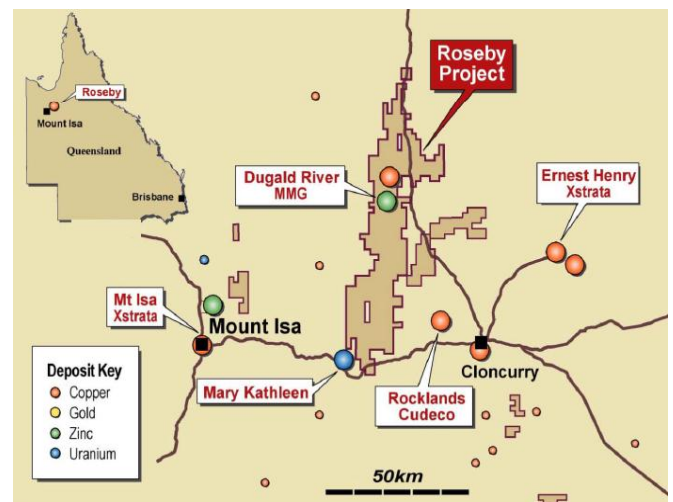 Roseby
Mount Isa
Queensland
Brisbane
Roseby
Project
Dugald River
MMG
Ernest Henry
Xstrata
Mt Isa
Xstrata
Mount Isa
Mary Kathleen
Rocklands
Cudeco
Cloncurry
Deposit Key
Copper
Gold
Zinc
Uranium
50km